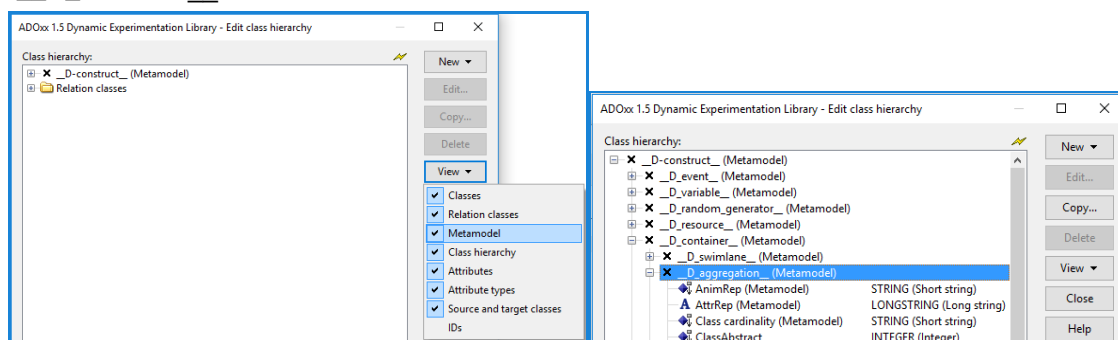 ADOxx 1.5 Dynamic Experimentation Library - Edit class hierarchy
Class hierarchy:
__D-construct__ (Metamodel)
Relation classes
New
Edit...
Copy...
Delete
View
Classes
Relation classes
Metamodel
Class hierarchy
Attributes
Attribute types
Source and target classes
IDs
ADOxx 1.5 Dynamic Experimentation Library - Edit class hierarchy
Class hierarchy:
__D-construct__ (Metamodel)
__D_event__ (Metamodel)
__D_variable__ (Metamodel)
__D_random_generator__ (Metamodel)
__D_resource__ (Metamodel)
__D_container__ (Metamodel)
__D_swimlane__ (Metamodel)
__D_aggregation__ (Metamodel)
AnimRep (Metamodel) STRING (Short string)
AttrRep (Metamodel) LONGSTRING (Long string)
Class cardinality (Metamodel) STRING (Short string)
ClassAbstract INTEGER (Integer)
New
Edit...
Copy...
Delete
View
Close
Help